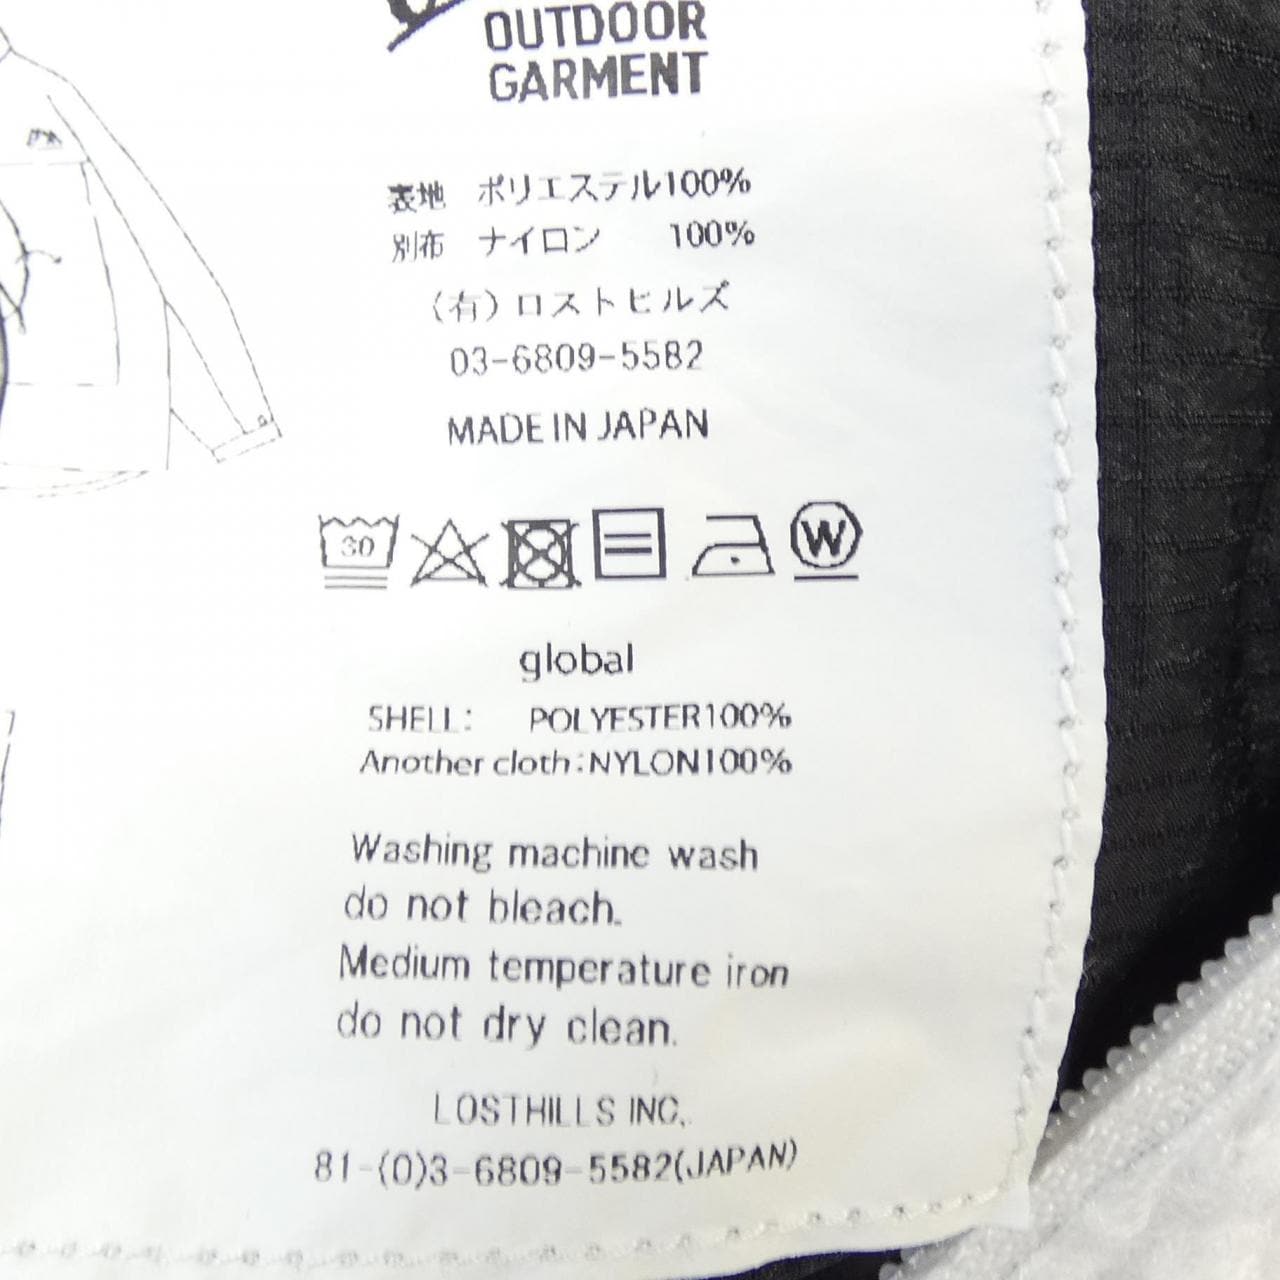 OUTDOOR
GARMENT
表地 ポリエステル100%
別布 ナイロン 100%
(有)ロストヒルズ
03-6809-5582
MADE IN JAPAN
30
W
global
SHELL: POLYESTER100%
Another cloth:NYLON100%
Washing machine wash
do not bleach.
Medium temperature iron
do not dry clean.
LOSTHILLS INC,.
81-(0)3-6809-5582(JAPAN)